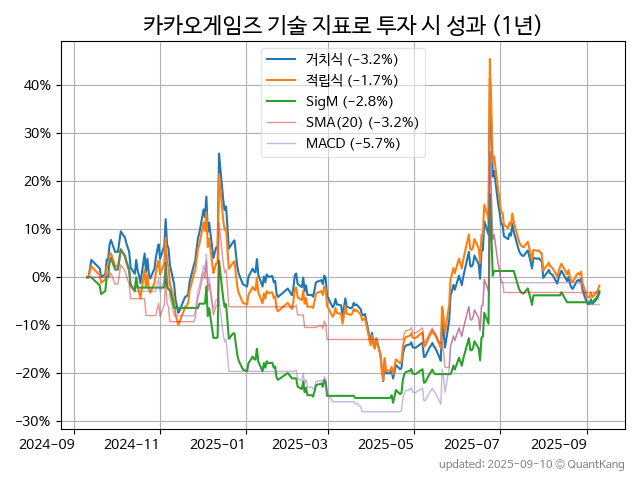 카카오게임즈 기술 지표로 투자 시 성과 (1년)
거치식 (−3.2%)
적립식 (−1.7%)
SigM (−2.8%)
SMA(20) (−3.2%)
MACD (−5.7%)
40%
30%
20%
10%
0%
−10%
−20%
−30%
2024-09 2024-11 2025-01 2025-03 2025-05 2025-07 2025-09
updated: 2025-09-10 © QuantKang